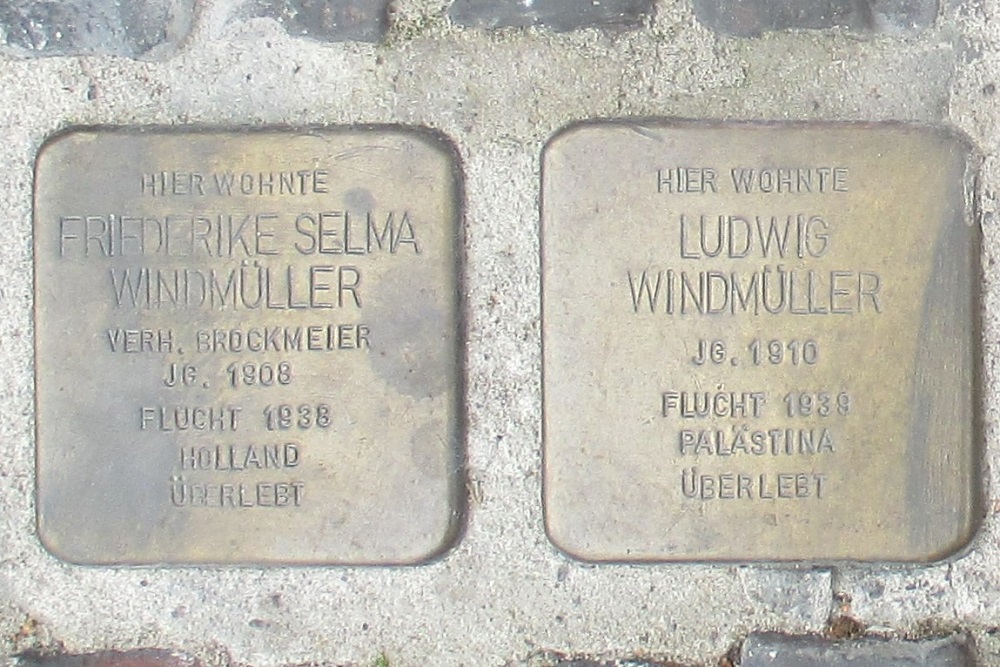 HIER WOHNTE
FRIEDERIKE SELMA
WINDMÜLLER
VERH. BROCKMEIER
JG. 1908
FLUCHT 1938
HOLLAND
ÜBERLEBT
HIER WOHNTE
LUDWIG
WINDMÜLLER
JG. 1910
FLUCHT 1939
PALÄSTINA
ÜBERLEBT